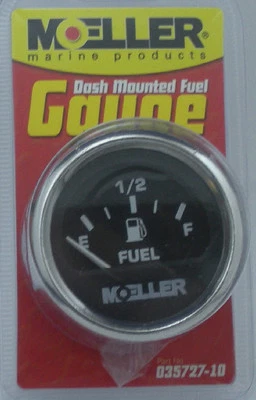 MOELLER®
marine products
Dash Mounted Fuel
Gauge
1/2
E F
FUEL
MOELLER
Part No.
035727-10